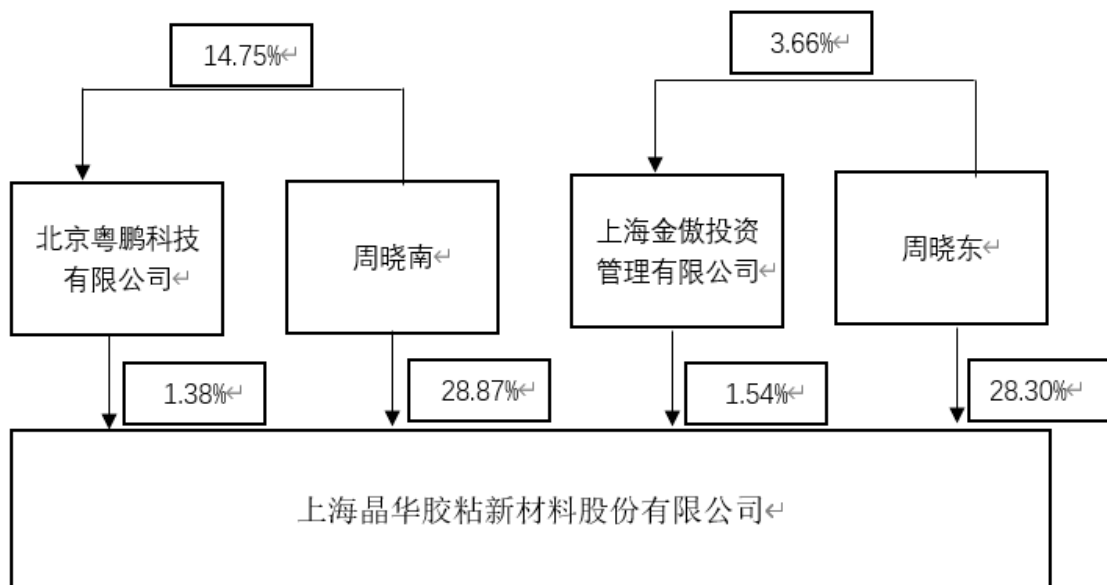 14.75%↵
3.66%↵
北京粤鹏科技
有限公司↵
周晓南↵
上海金傲投资
管理有限公司↵
周晓东↵
1.38%↵
28.87%↵
1.54%↵
28.30%↵
上海晶华胶粘新材料股份有限公司↵